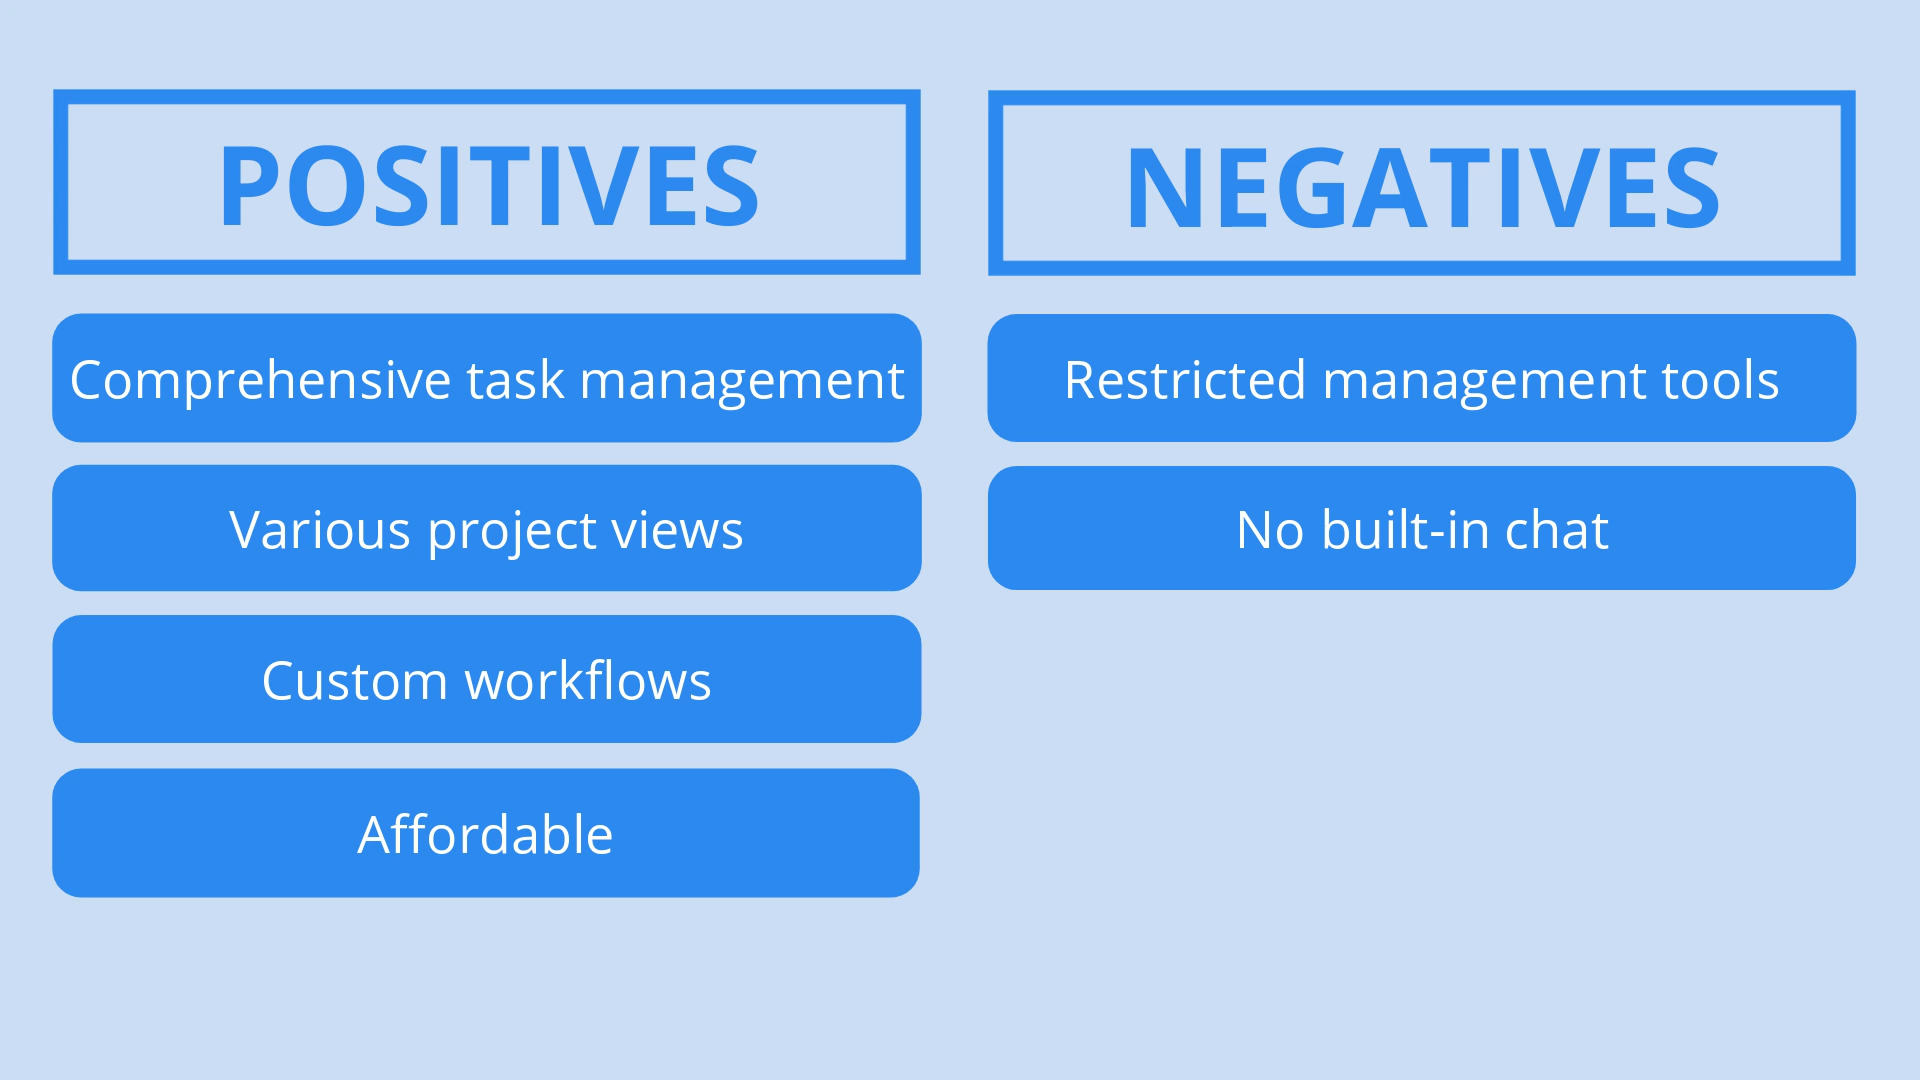 POSITIVES
Comprehensive task management
Various project views
Custom workflows
Affordable
NEGATIVES
Restricted management tools
No built-in chat